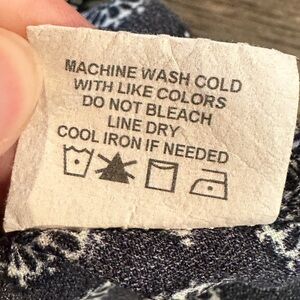 MACHINE WASH COLD
WITH LIKE COLORS
DO NOT BLEACH
LINE DRY
COOL IRON IF NEEDED